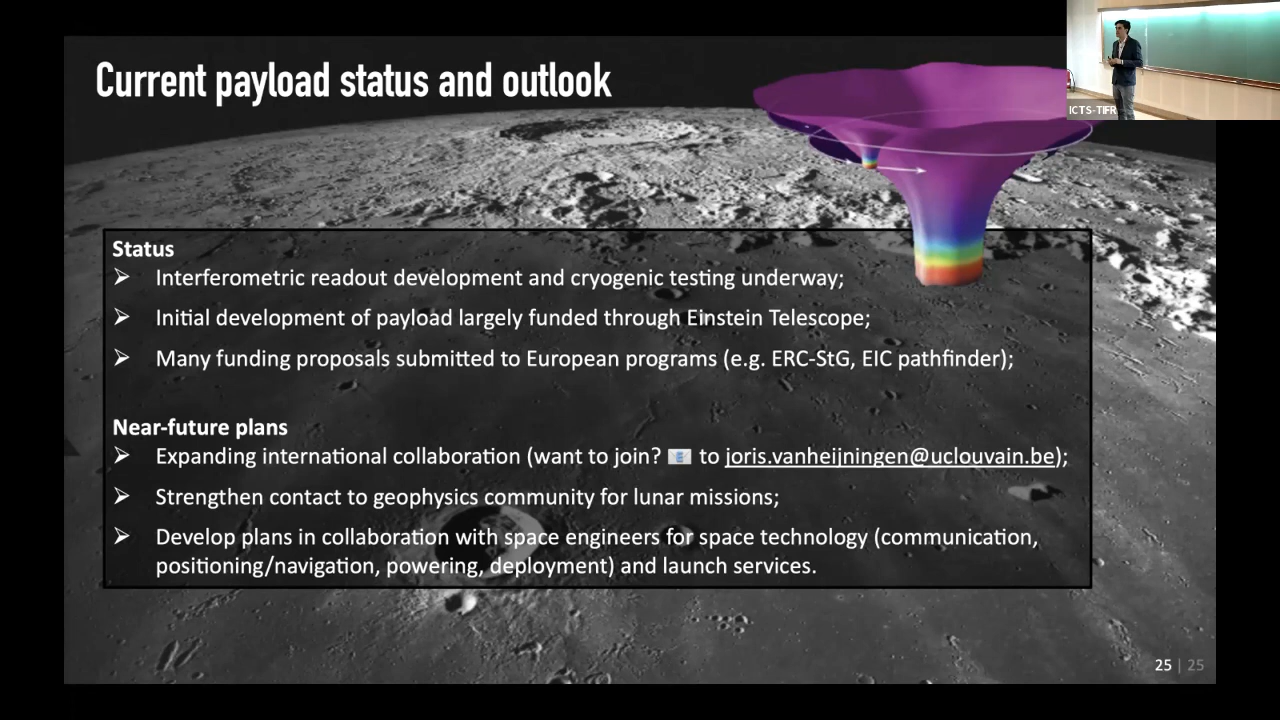 Current payload status and outlook
ICTS-TIFR
Status
➢ Interferometric readout development and cryogenic testing underway;
➢ Initial development of payload largely funded through Einstein Telescope;
➢ Many funding proposals submitted to European programs (e.g. ERC-StG, EIC pathfinder);
Near-future plans
➢ Expanding international collaboration (want to join? 📧 to joris.vanheijningen@uclouvain.be);
➢ Strengthen contact to geophysics community for lunar missions;
➢ Develop plans in collaboration with space engineers for space technology (communication,
positioning/navigation, powering, deployment) and launch services.
25 | 25